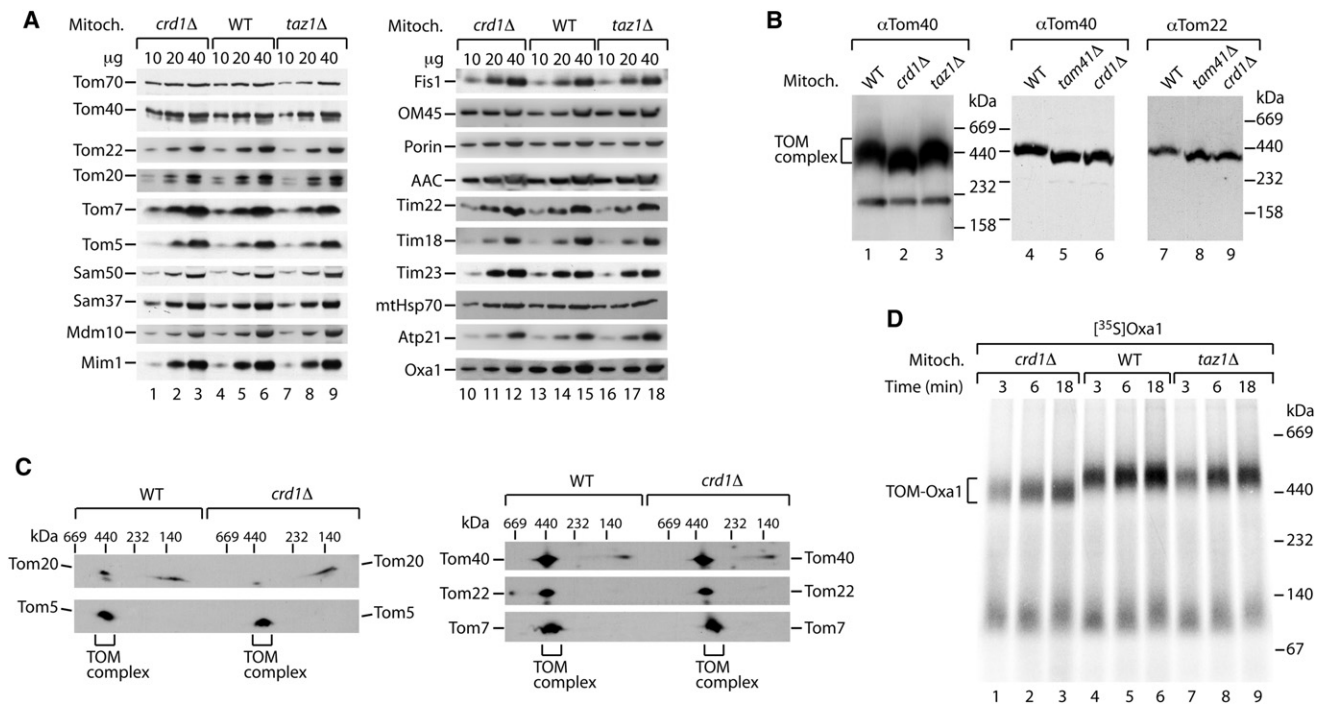 A
Mitoch. crd1Δ WT taz1Δ
µg 10 20 40 10 20 40 10 20 40
Tom70
Tom40
Tom22
Tom20
Tom7
Tom5
Sam50
Sam37
Mdm10
Mim1
1 2 3 4 5 6 7 8 9
Mitoch. crd1Δ WT taz1Δ
µg 10 20 40 10 20 40 10 20 40
Fis1
OM45
Porin
AAC
Tim22
Tim18
Tim23
mtHsp70
Atp21
Oxa1
10 11 12 13 14 15 16 17 18
B
αTom40 αTom40 αTom22
Mitoch. WT crd1Δ taz1Δ WT tam41Δ crd1Δ WT tam41Δ crd1Δ
kDa kDa
TOM complex
669 669
440 440
232 232
158 158
1 2 3 4 5 6 7 8 9
C
WT crd1Δ
kDa
669 440 232 140 669 440 232 140
Tom20 Tom20
Tom5 Tom5
TOM complex TOM complex
WT crd1Δ
kDa 669 440 232 140 669 440 232 140
Tom40 Tom40
Tom22 Tom22
Tom7 Tom7
TOM complex TOM complex
D
[³⁵S]Oxa1
Mitoch. crd1Δ WT taz1Δ
Time (min) 3 6 18 3 6 18 3 6 18
kDa
669
TOM-Oxa1 440
232
140
67
1 2 3 4 5 6 7 8 9